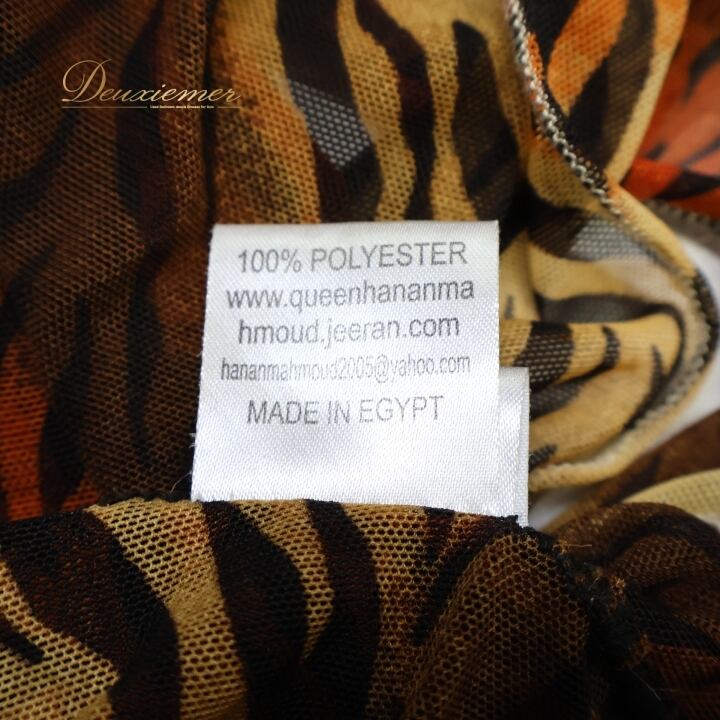 Deuxiemer
100% POLYESTER
www.queenhananma
hmoud.jeeran.com
hananmahmoud2005@yahoo.com
MADE IN EGYPT